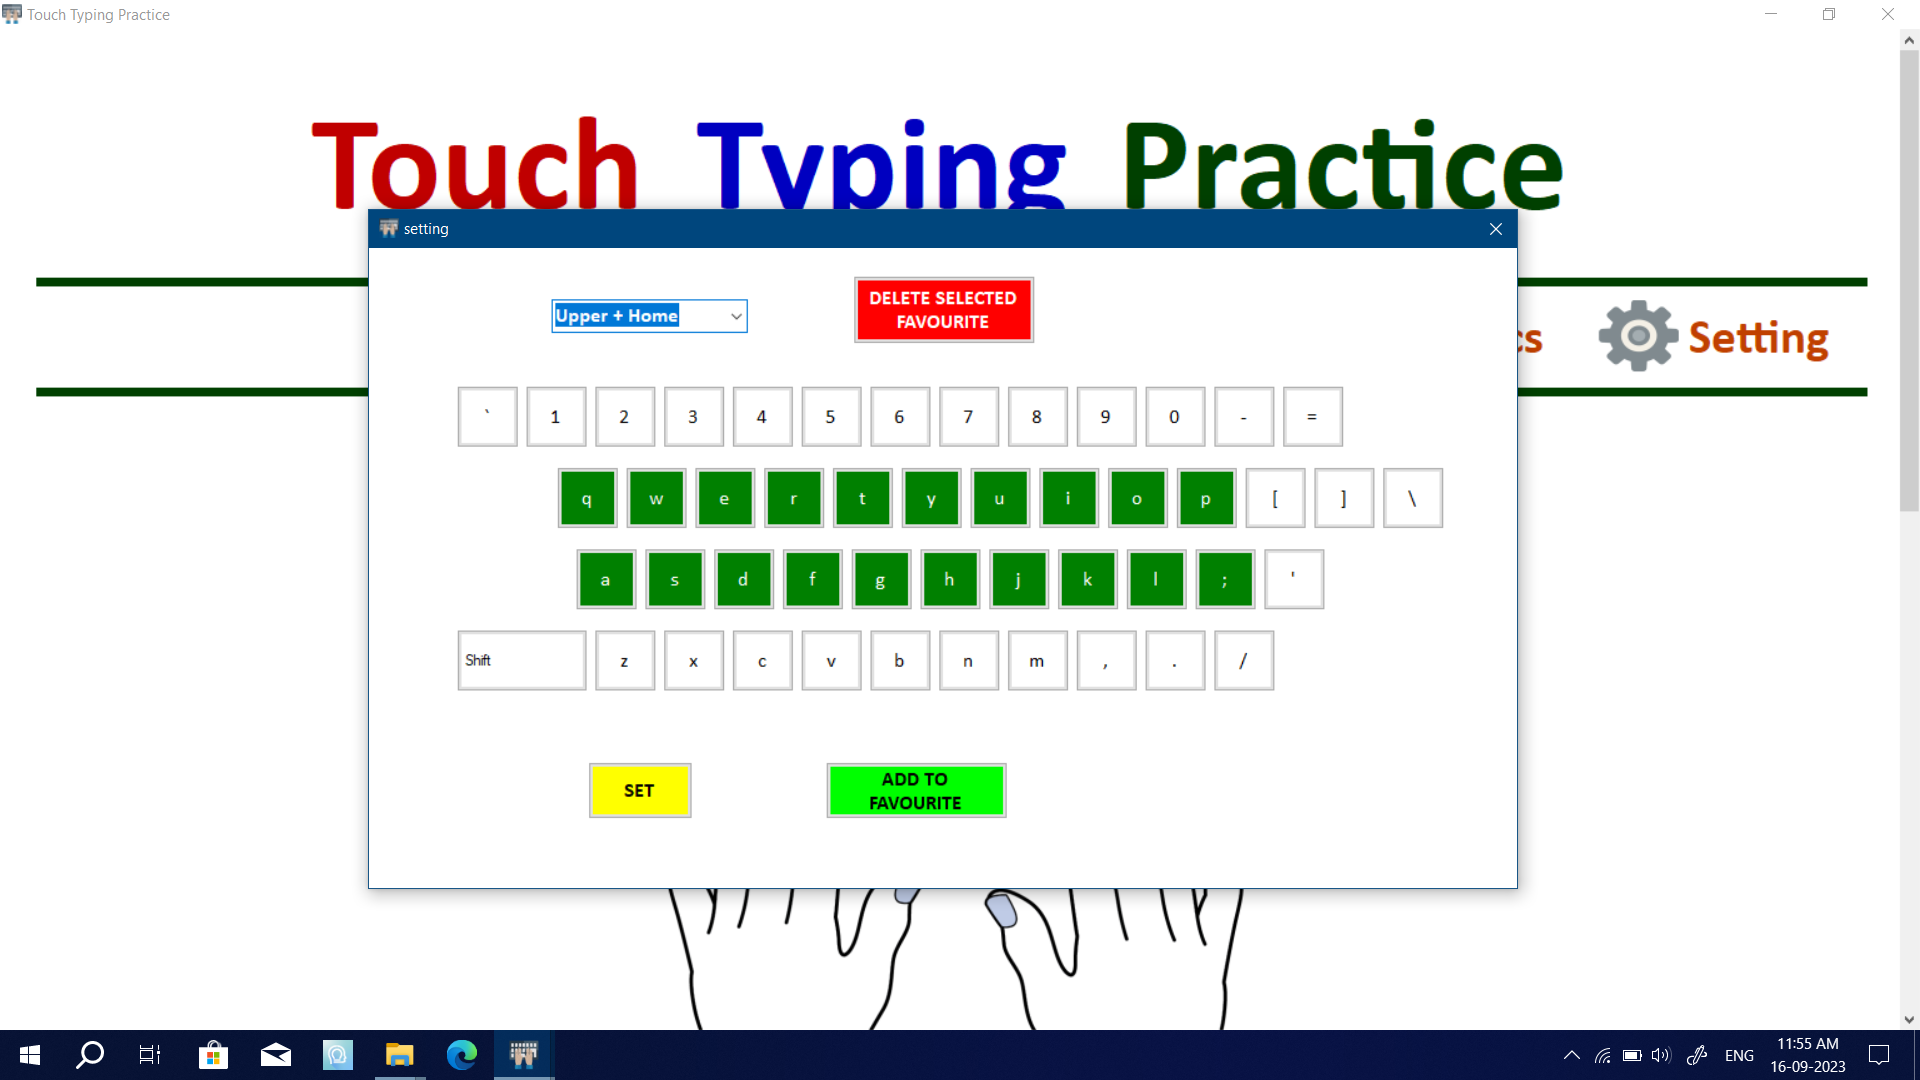 Touch Typing Practice
Touch Typing Practice
setting
Upper + Home
DELETE SELECTED
FAVOURITE
cs
Setting
` 1 2 3 4 5 6 7 8 9 0 - =
q w e r t y u i o p [ ] \
a s d f g h j k l ; '
Shift z x c v b n m , . /
SET
ADD TO
FAVOURITE
ENG
11:55 AM
16-09-2023